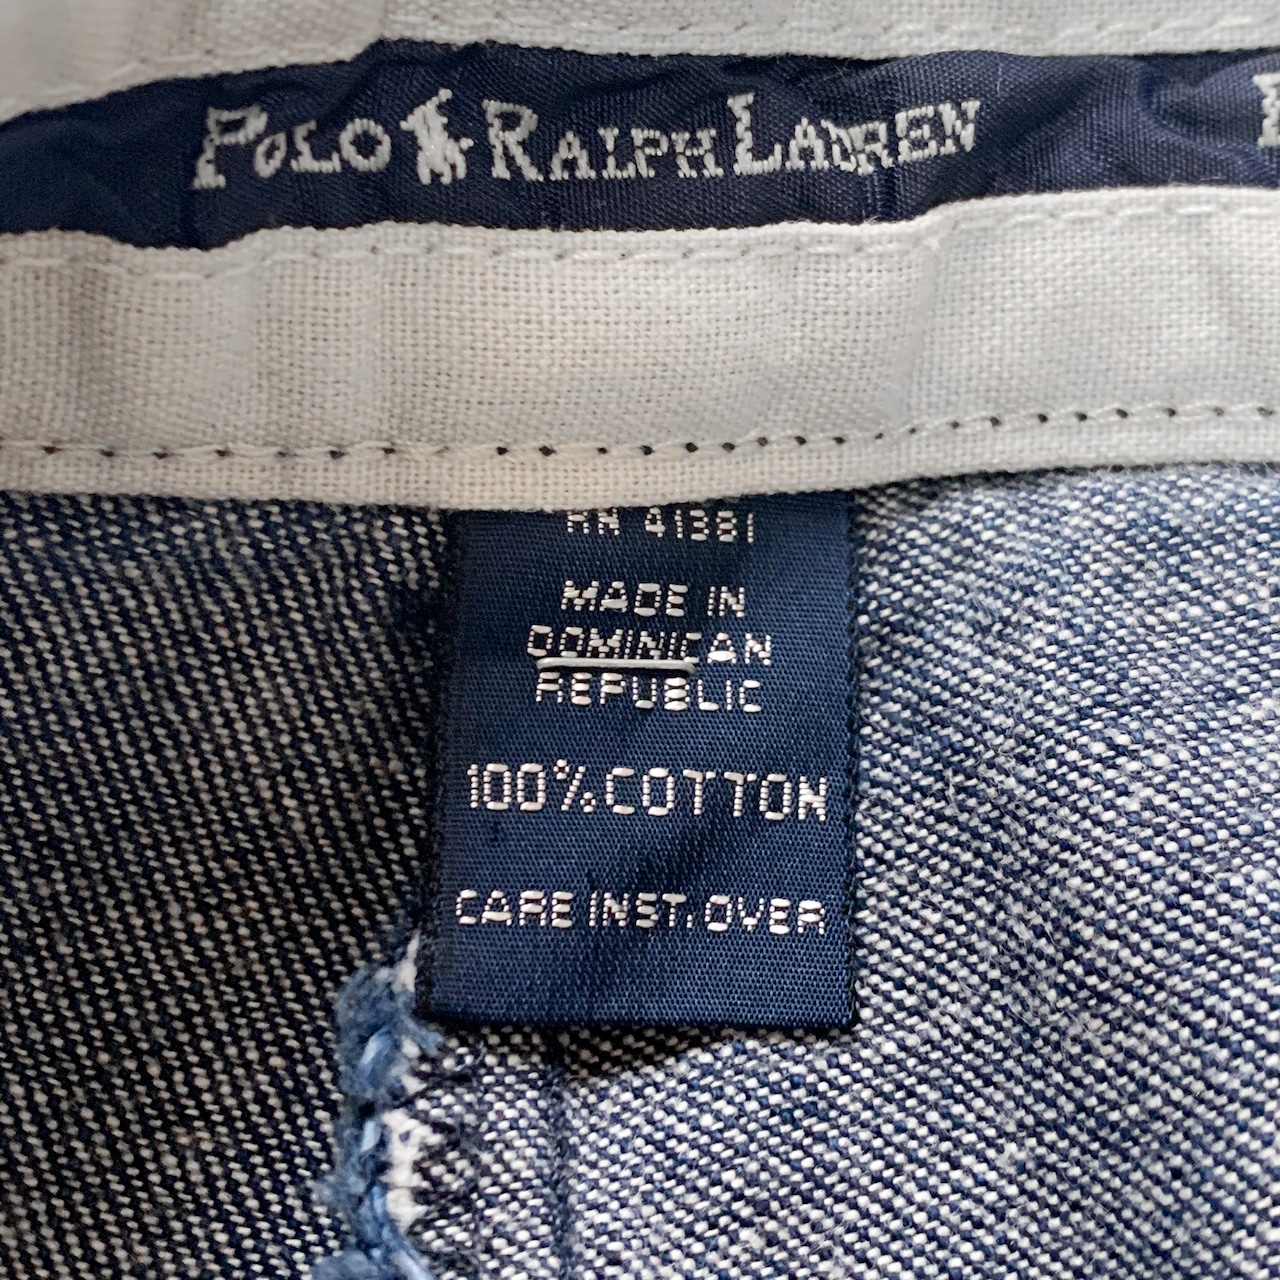 POLO RALPH LAUREN
RN 41381
MADE IN
DOMINICAN
REPUBLIC
100% COTTON
CARE INST. OVER